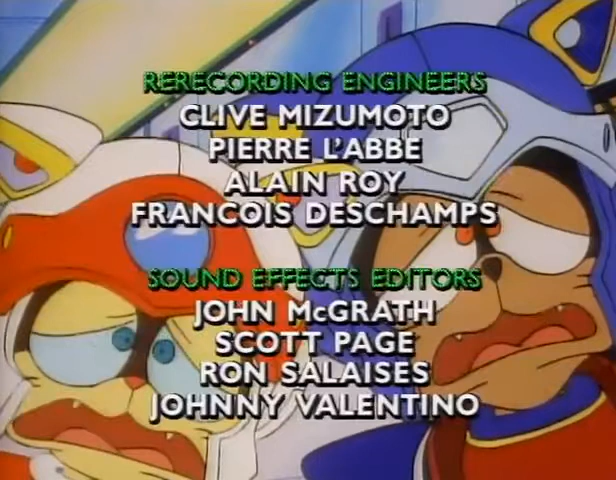 RERECORDING ENGINEERS
CLIVE MIZUMOTO
PIERRE L'ABBE
ALAIN ROY
FRANCOIS DESCHAMPS
SOUND EFFECTS EDITORS
JOHN McGRATH
SCOTT PAGE
RON SALAISES
JOHNNY VALENTINO